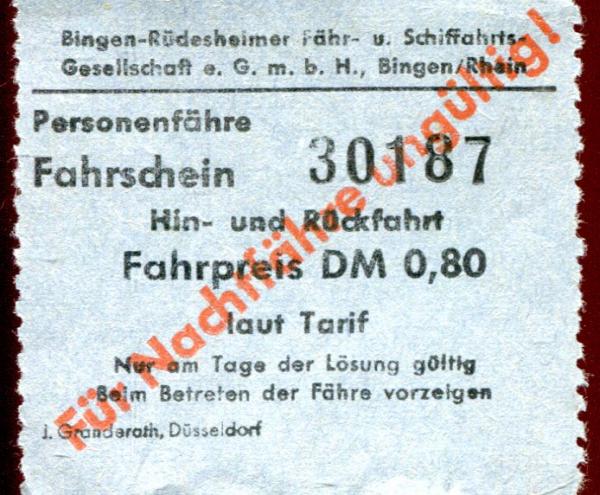 Bingen-Rüdesheimer Fähr- u. Schiffahrts-
Gesellschaft e. G. m. b. H., Bingen/Rhein
Personenfähre
Fahrschein 30187
Hin- und Rückfahrt
Fahrpreis DM 0,80
laut Tarif
Nur am Tage der Lösung gültig
Beim Betreten der Fähre vorzeigen
J. Granderath, Düsseldorf
Für Nachtfähre ungültig!